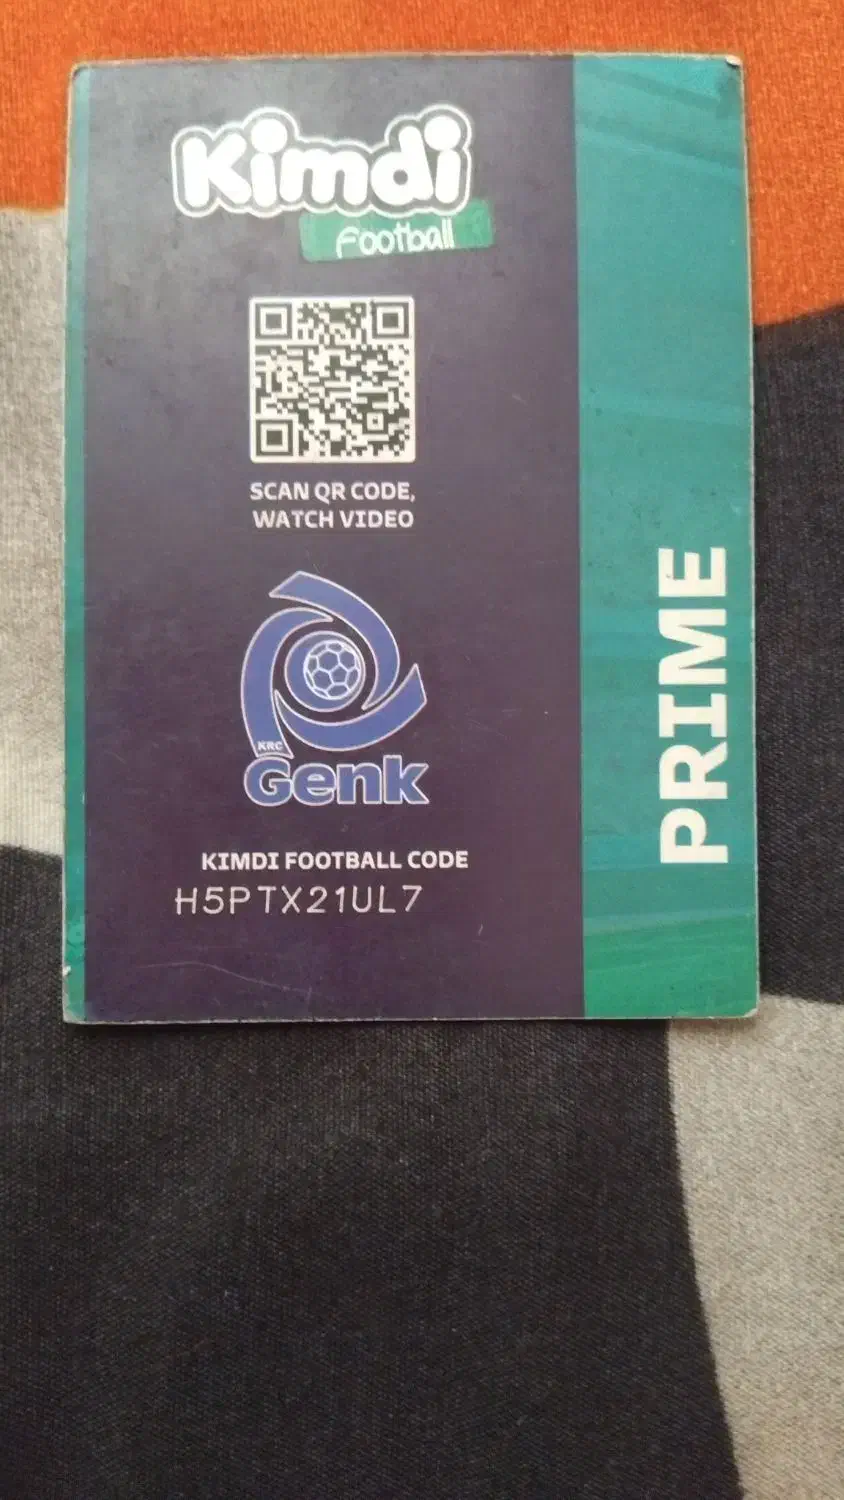 Kimdi
Football
SCAN QR CODE,
WATCH VIDEO
KRC
Genk
KIMDI FOOTBALL CODE
H5PTX21UL7
PRIME